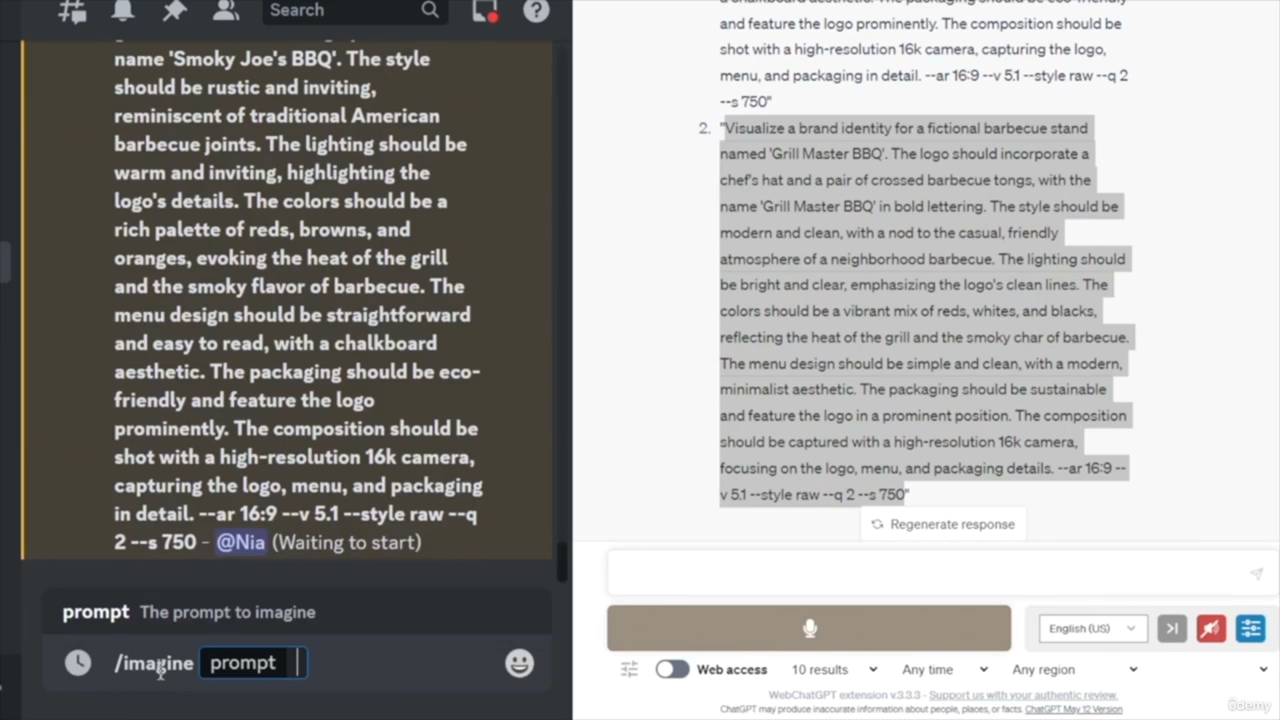 Search
name 'Smoky Joe's BBQ'. The style
should be rustic and inviting,
reminiscent of traditional American
barbecue joints. The lighting should be
warm and inviting, highlighting the
logo's details. The colors should be a
rich palette of reds, browns, and
oranges, evoking the heat of the grill
and the smoky flavor of barbecue. The
menu design should be straightforward
and easy to read, with a chalkboard
aesthetic. The packaging should be eco-
friendly and feature the logo
prominently. The composition should be
shot with a high-resolution 16k camera,
capturing the logo, menu, and packaging
in detail. --ar 16:9 --v 5.1 --style raw --q
2 --s 750 - @Nia (Waiting to start)
prompt The prompt to imagine
/imagine prompt
a chalkboard aesthetic. The packaging should be eco-friendly
and feature the logo prominently. The composition should be
shot with a high-resolution 16k camera, capturing the logo,
menu, and packaging in detail. --ar 16:9 --v 5.1 --style raw --q 2
--s 750"
2. "Visualize a brand identity for a fictional barbecue stand
named 'Grill Master BBQ'. The logo should incorporate a
chef's hat and a pair of crossed barbecue tongs, with the
name 'Grill Master BBQ' in bold lettering. The style should be
modern and clean, with a nod to the casual, friendly
atmosphere of a neighborhood barbecue. The lighting should
be bright and clear, emphasizing the logo's clean lines. The
colors should be a vibrant mix of reds, whites, and blacks,
reflecting the heat of the grill and the smoky char of barbecue.
The menu design should be simple and clean, with a modern,
minimalist aesthetic. The packaging should be sustainable
and feature the logo in a prominent position. The composition
should be captured with a high-resolution 16k camera,
focusing on the logo, menu, and packaging details. --ar 16:9 --
v 5.1 --style raw --q 2 --s 750"
Regenerate response
English (US)
Web access 10 results Any time Any region
WebChatGPT extension v.3.3.3 - Support us with your authentic review.
ChatGPT may produce inaccurate information about people, places, or facts. ChatGPT May 12 Version
ûdemy